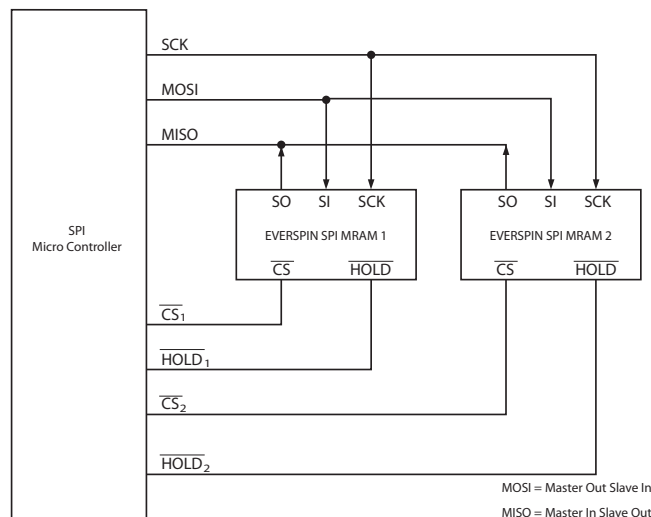 SCK
MOSI
MISO
SO SI SCK
EVERSPIN SPI MRAM 1
CS HOLD
SO SI SCK
EVERSPIN SPI MRAM 2
CS HOLD
SPI
Micro Controller
CS1
HOLD1
CS2
HOLD2
MOSI = Master Out Slave In
MISO = Master In Slave Out